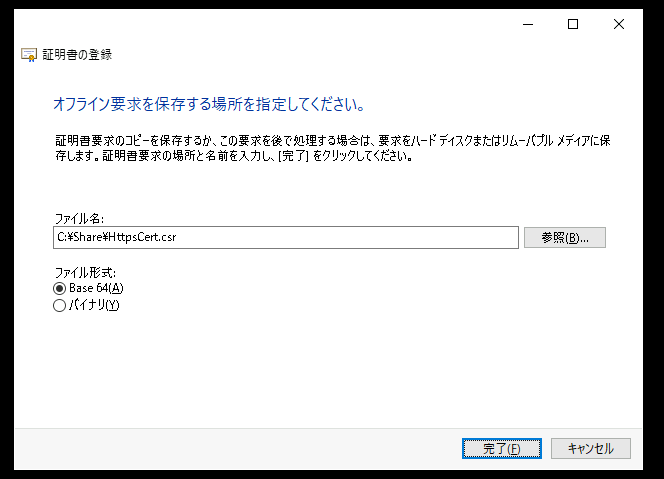 証明書の登録
オフライン要求を保存する場所を指定してください。
証明書要求のコピーを保存するか、この要求を後で処理する場合は、要求をハード ディスクまたはリムーバブル メディアに保
存します。証明書要求の場所と名前を入力し、[完了] をクリックしてください。
ファイル名:
C:¥Share¥HttpsCert.csr
参照(B)...
ファイル形式:
Base 64(A)
バイナリ(Y)
完了(F)
キャンセル